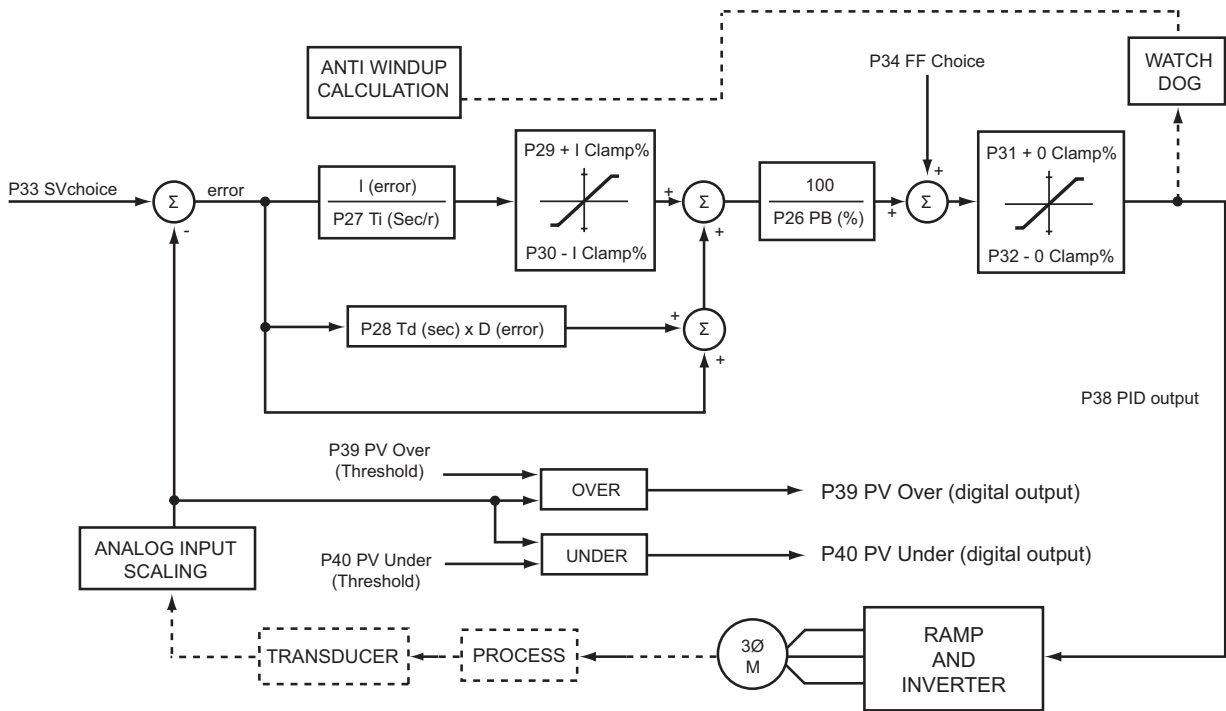 ANTI WINDUP
CALCULATION
P34 FF Choice
WATCH
DOG
P33 SVchoice
Σ
error
-
I (error)
P27 Ti (Sec/r)
P29 + I Clamp%
P30 - I Clamp%
+
Σ
+
100
P26 PB (%)
+
+
Σ
P31 + 0 Clamp%
P32 - 0 Clamp%
P28 Td (sec) x D (error)
+
Σ
+
P38 PID output
P39 PV Over
(Threshold)
OVER
P39 PV Over (digital output)
ANALOG INPUT
SCALING
P40 PV Under
(Threshold)
UNDER
P40 PV Under (digital output)
TRANSDUCER
PROCESS
3Ø
M
RAMP
AND
INVERTER